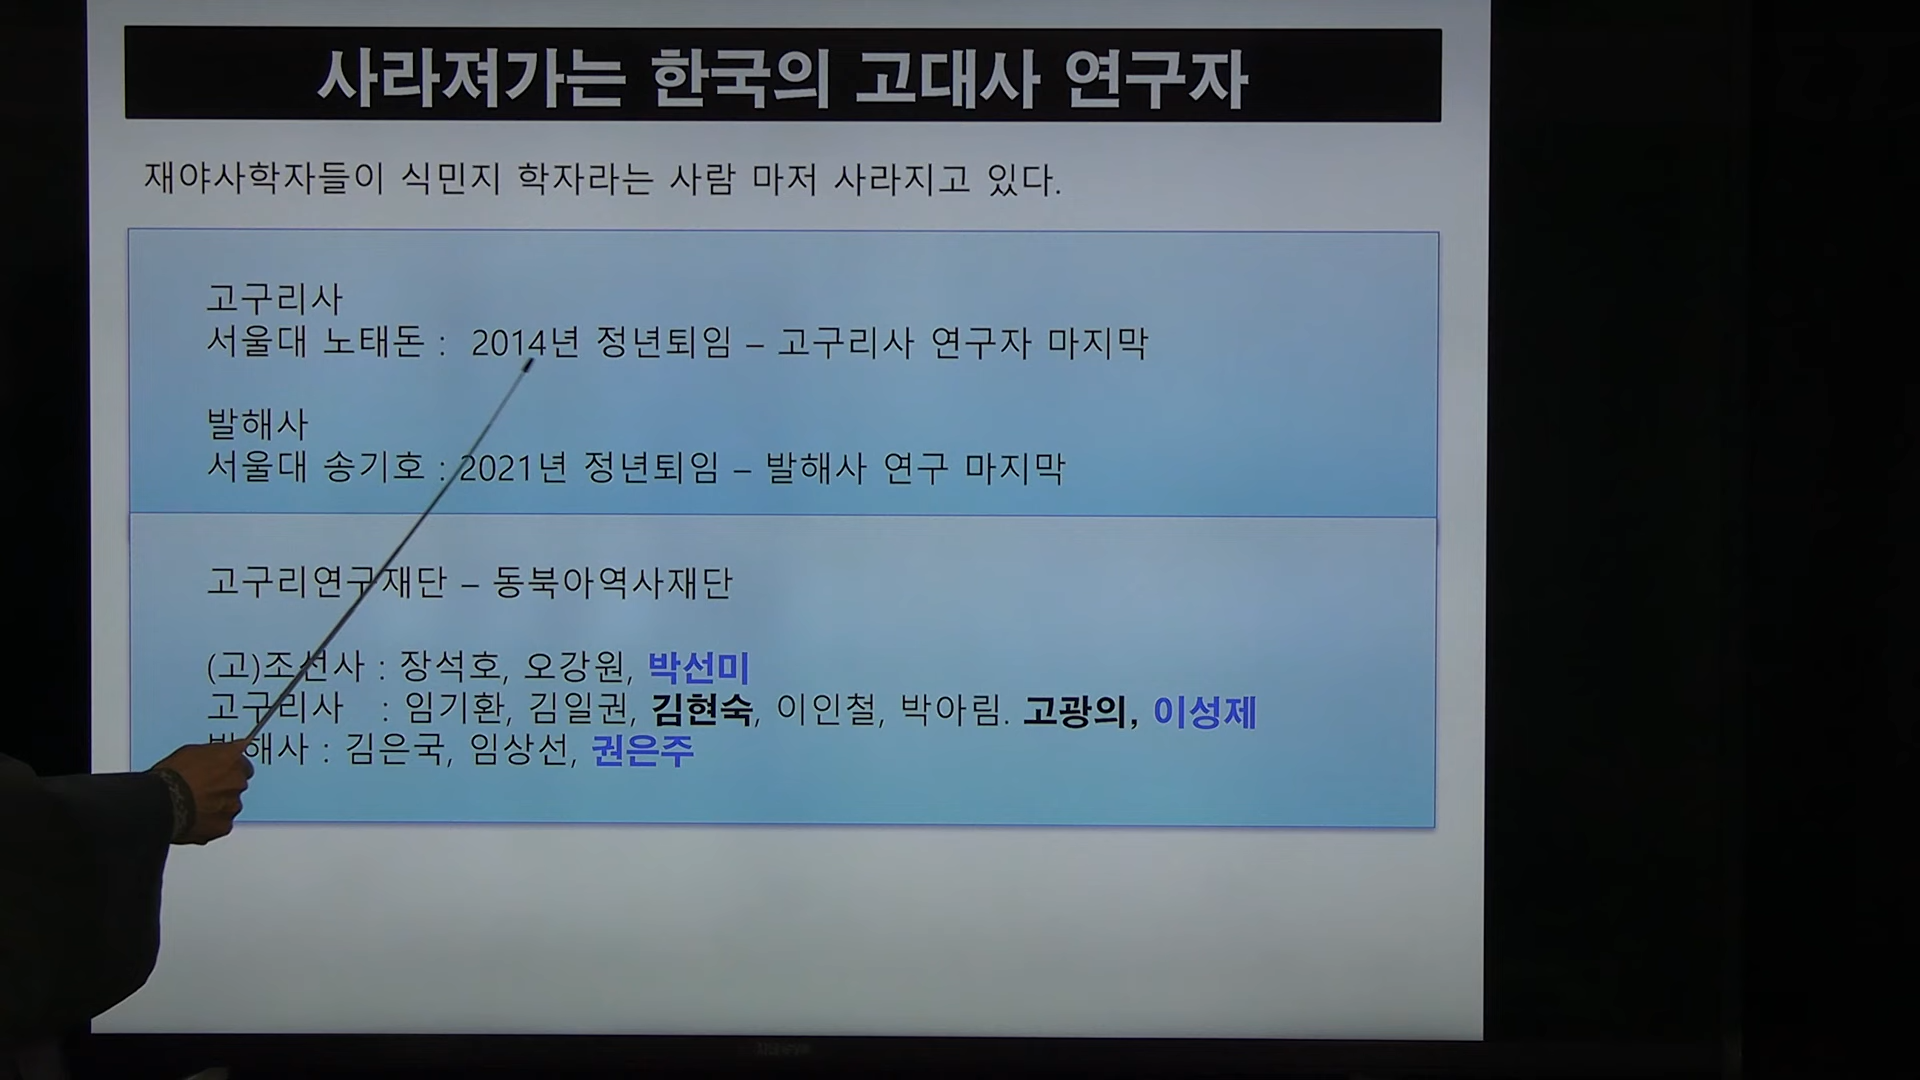 사라져가는 한국의 고대사 연구자
재야사학자들이 식민지 학자라는 사람 마저 사라지고 있다.
고구리사
서울대 노태돈 : 2014년 정년퇴임 – 고구리사 연구자 마지막
발해사
서울대 송기호 : 2021년 정년퇴임 – 발해사 연구 마지막
고구리연구재단 – 동북아역사재단
(고)조선사 : 장석호, 오강원, 박선미
고구리사 : 임기환, 김일권, 김현숙, 이인철, 박아림. 고광의, 이성제
발해사 : 김은국, 임상선, 권은주